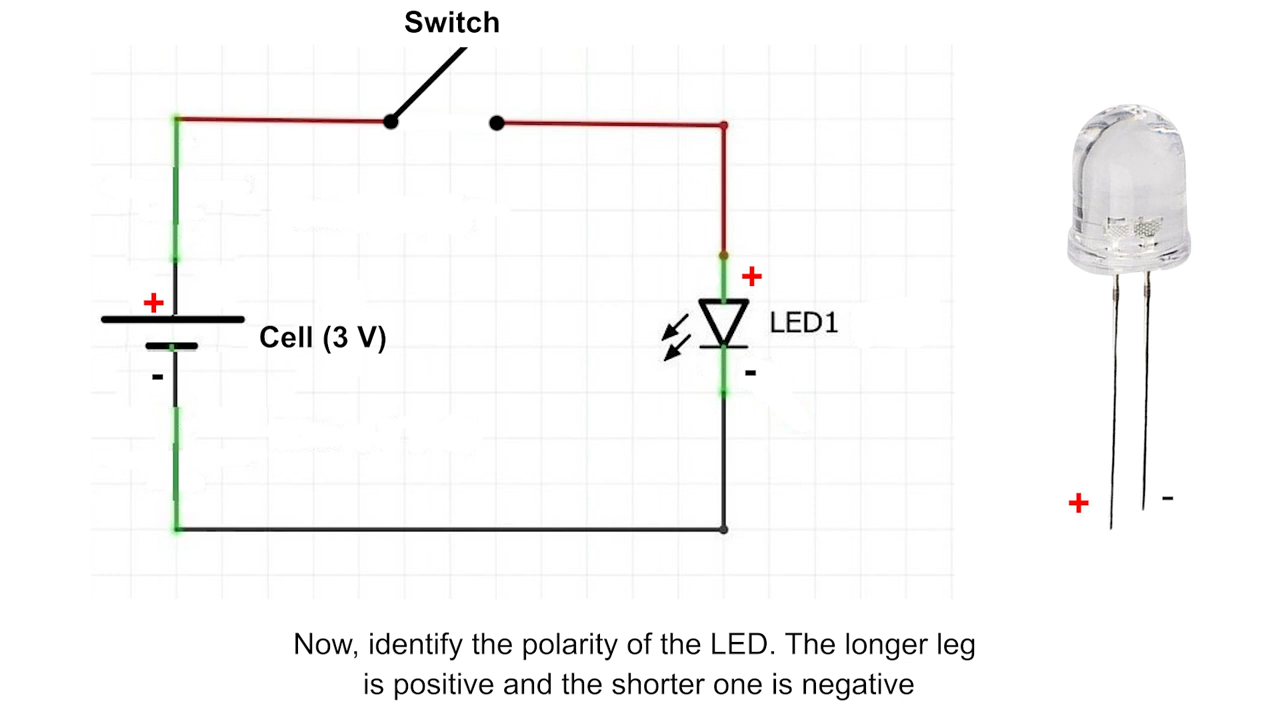 Switch
+
+
LED1
Cell (3 V)
-
-
+
-
Now, identify the polarity of the LED. The longer leg
is positive and the shorter one is negative